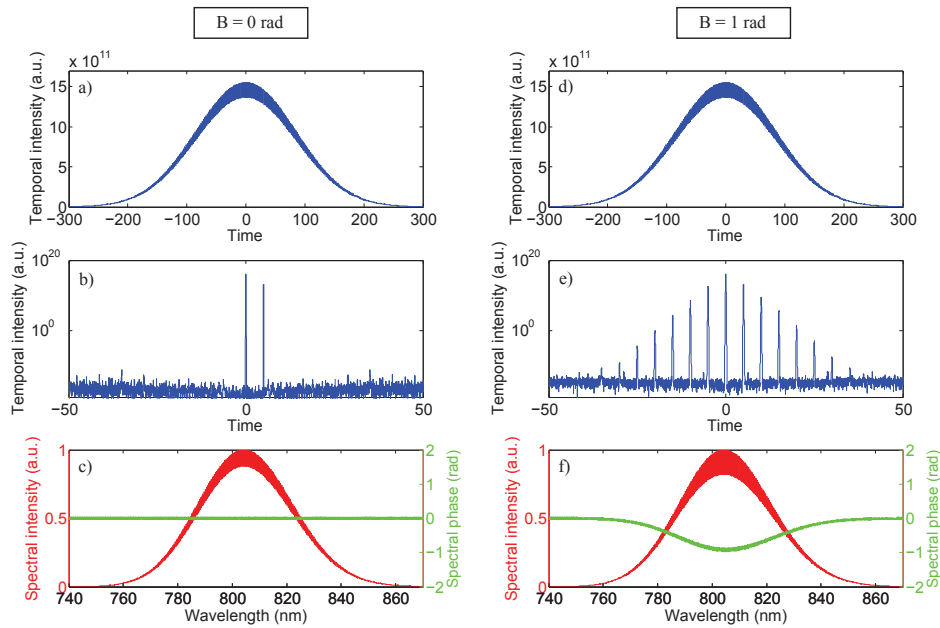 B = 0 rad
B = 1 rad
x 10^11
Temporal intensity (a.u.)
a)
15
10
5
0
−300 −200 −100 0 100 200 300
Time
x 10^11
Temporal intensity (a.u.)
d)
15
10
5
0
−300 −200 −100 0 100 200 300
Time
Temporal intensity (a.u.)
b)
10^20
10^0
−50 0 50
Time
Temporal intensity (a.u.)
e)
10^20
10^0
−50 0 50
Time
Spectral intensity (a.u.)
c)
1
0.5
0
2
1
0
−1
−2
Spectral phase (rad)
740 760 780 800 820 840 860
Wavelength (nm)
Spectral intensity (a.u.)
f)
1
0.5
0
2
1
0
−1
−2
Spectral phase (rad)
740 760 780 800 820 840 860
Wavelength (nm)